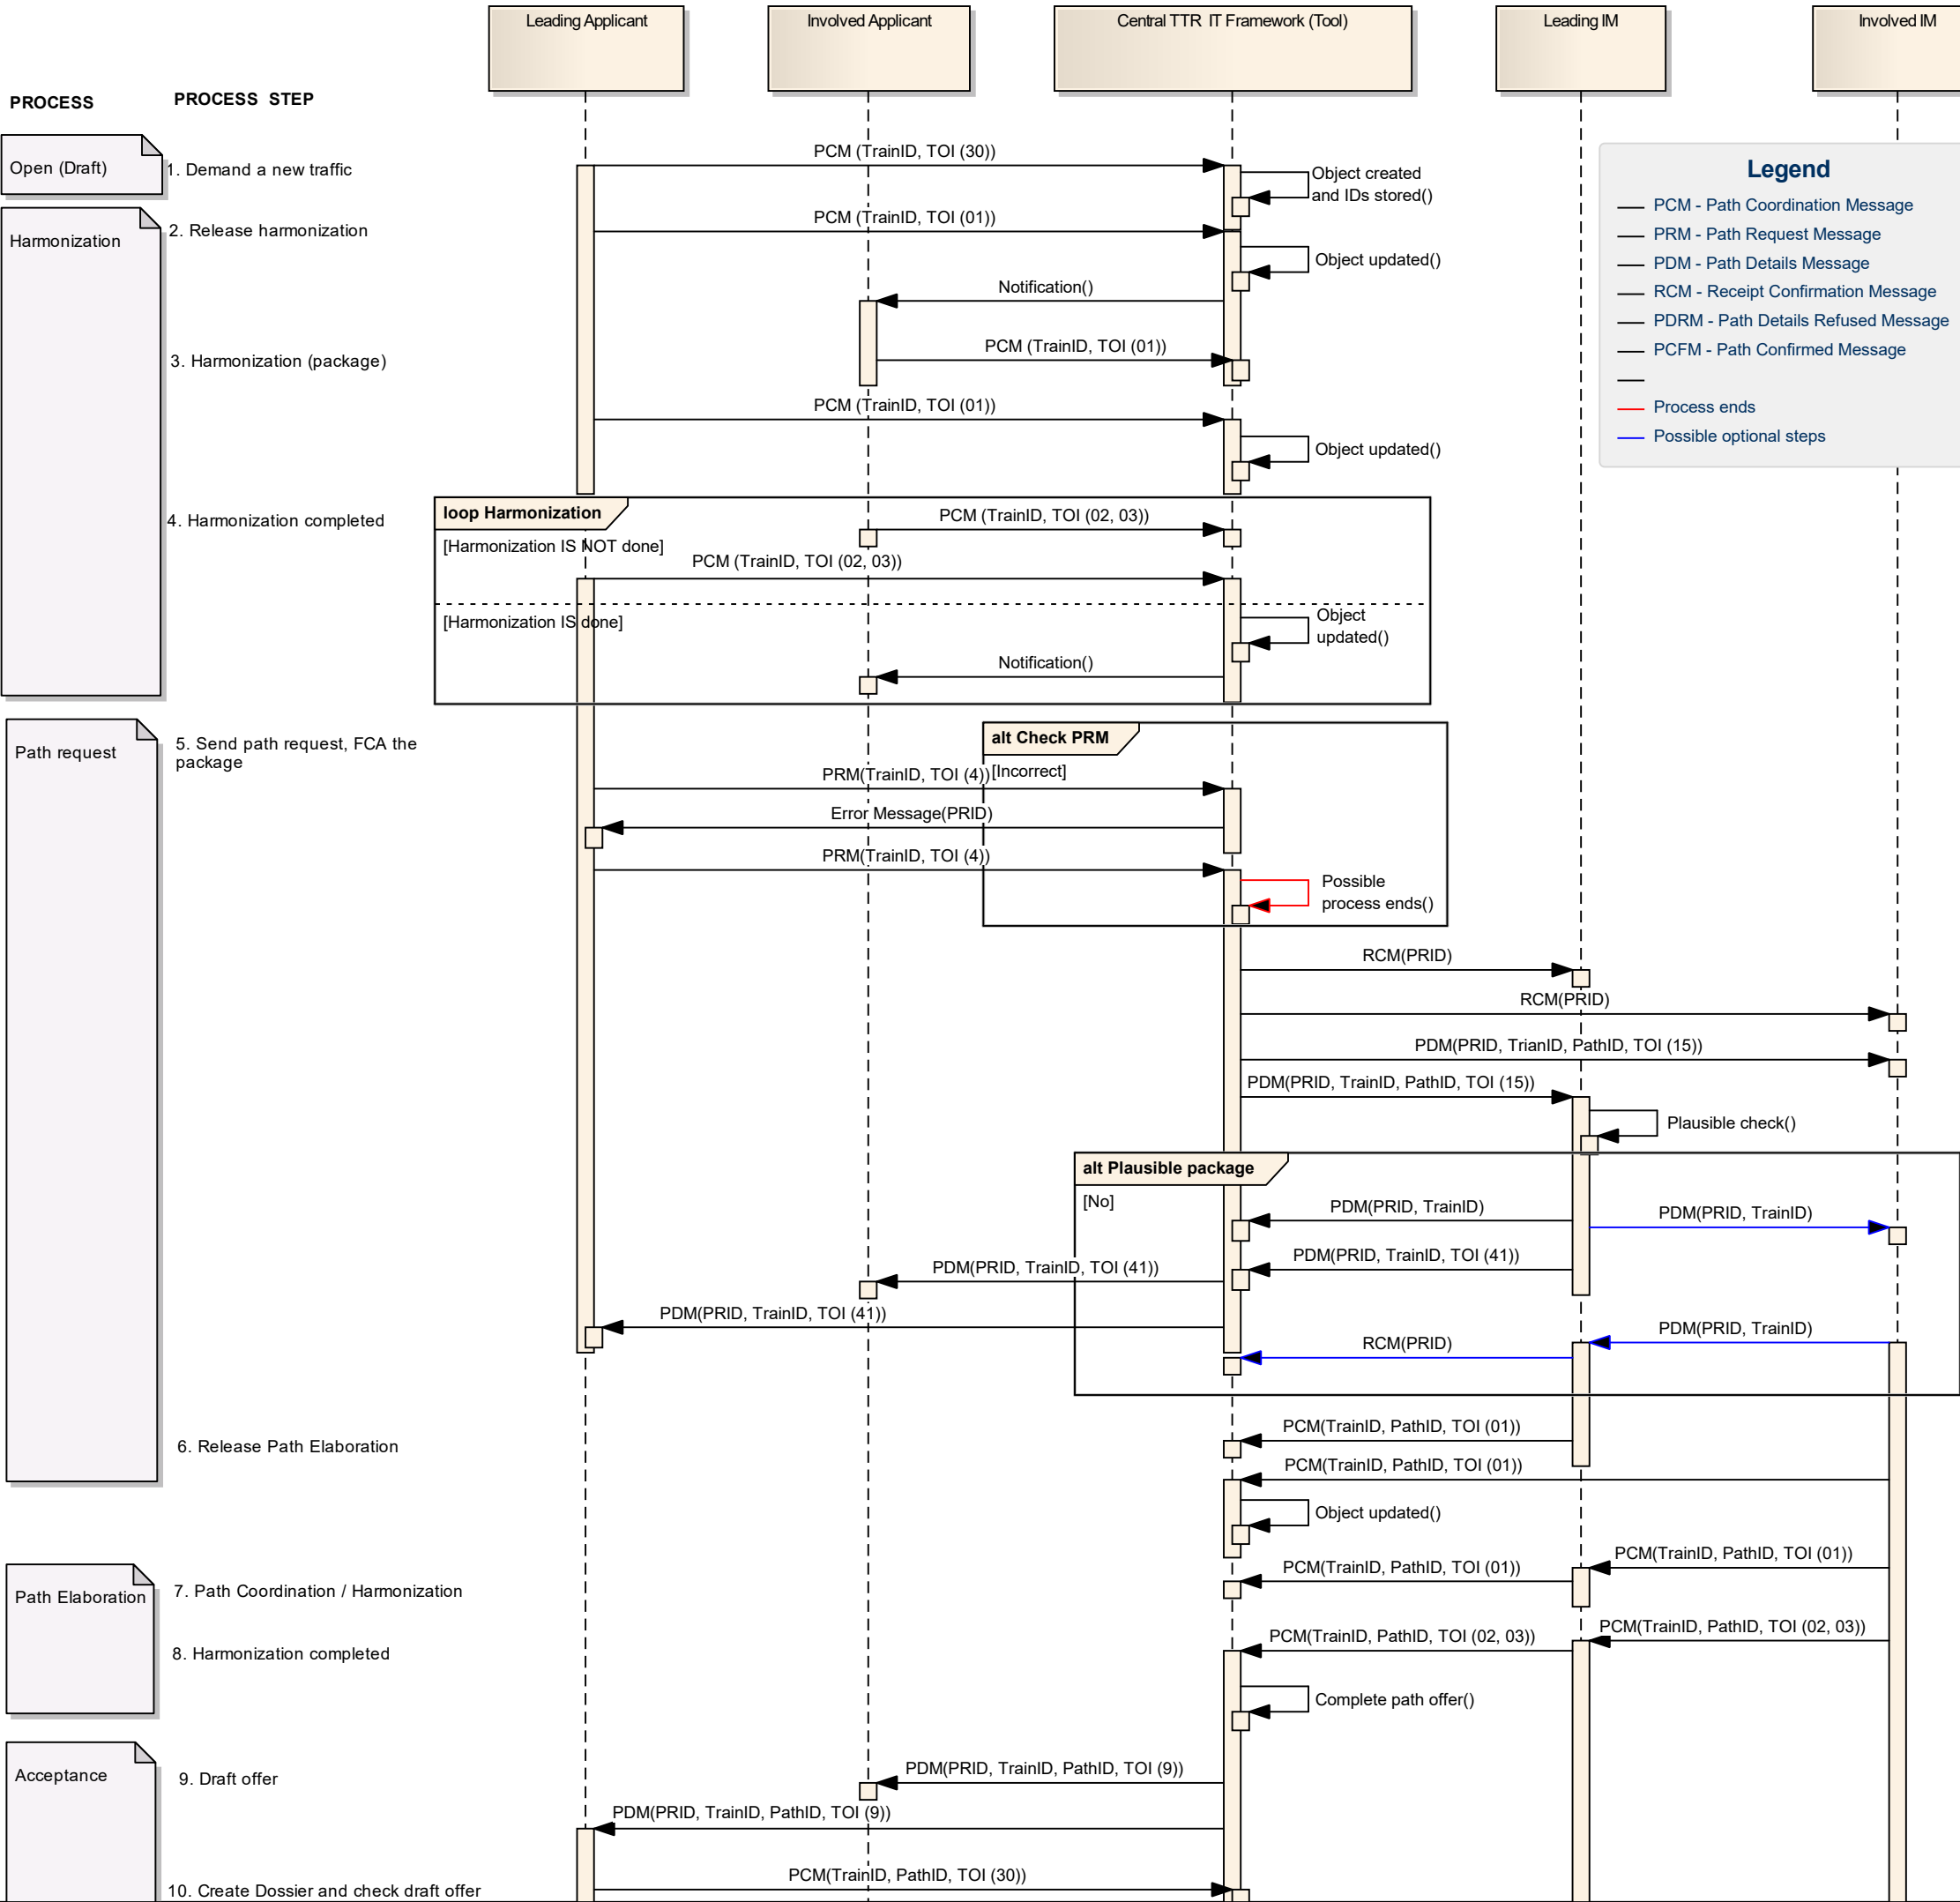 Leading Applicant
Involved Applicant
Central TTR IT Framework (Tool)
Leading IM
Involved IM
PROCESS
PROCESS STEP
Open (Draft)
1. Demand a new traffic
PCM (TrainID, TOI (30))
Object created
and IDs stored()
Legend
PCM - Path Coordination Message
PRM - Path Request Message
PDM - Path Details Message
RCM - Receipt Confirmation Message
PDRM - Path Details Refused Message
PCFM - Path Confirmed Message
Process ends
Possible optional steps
Harmonization
2. Release harmonization
PCM (TrainID, TOI (01))
Object updated()
Notification()
3. Harmonization (package)
PCM (TrainID, TOI (01))
PCM (TrainID, TOI (01))
Object updated()
4. Harmonization completed
loop Harmonization
PCM (TrainID, TOI (02, 03))
[Harmonization IS NOT done]
PCM (TrainID, TOI (02, 03))
[Harmonization IS done]
Object
updated()
Notification()
Path request
5. Send path request, FCA the
package
alt Check PRM
[Incorrect]
PRM(TrainID, TOI (4))
Error Message(PRID)
PRM(TrainID, TOI (4))
Possible
process ends()
RCM(PRID)
RCM(PRID)
PDM(PRID, TrianID, PathID, TOI (15))
PDM(PRID, TrainID, PathID, TOI (15))
Plausible check()
alt Plausible package
[No]
PDM(PRID, TrainID)
PDM(PRID, TrainID)
PDM(PRID, TrainID, TOI (41))
PDM(PRID, TrainID, TOI (41))
PDM(PRID, TrainID, TOI (41))
PDM(PRID, TrainID)
RCM(PRID)
6. Release Path Elaboration
PCM(TrainID, PathID, TOI (01))
PCM(TrainID, PathID, TOI (01))
Object updated()
Path Elaboration
7. Path Coordination / Harmonization
PCM(TrainID, PathID, TOI (01))
PCM(TrainID, PathID, TOI (01))
8. Harmonization completed
PCM(TrainID, PathID, TOI (02, 03))
PCM(TrainID, PathID, TOI (02, 03))
Complete path offer()
Acceptance
9. Draft offer
PDM(PRID, TrainID, PathID, TOI (9))
PDM(PRID, TrainID, PathID, TOI (9))
10. Create Dossier and check draft offer
PCM(TrainID, PathID, TOI (30))